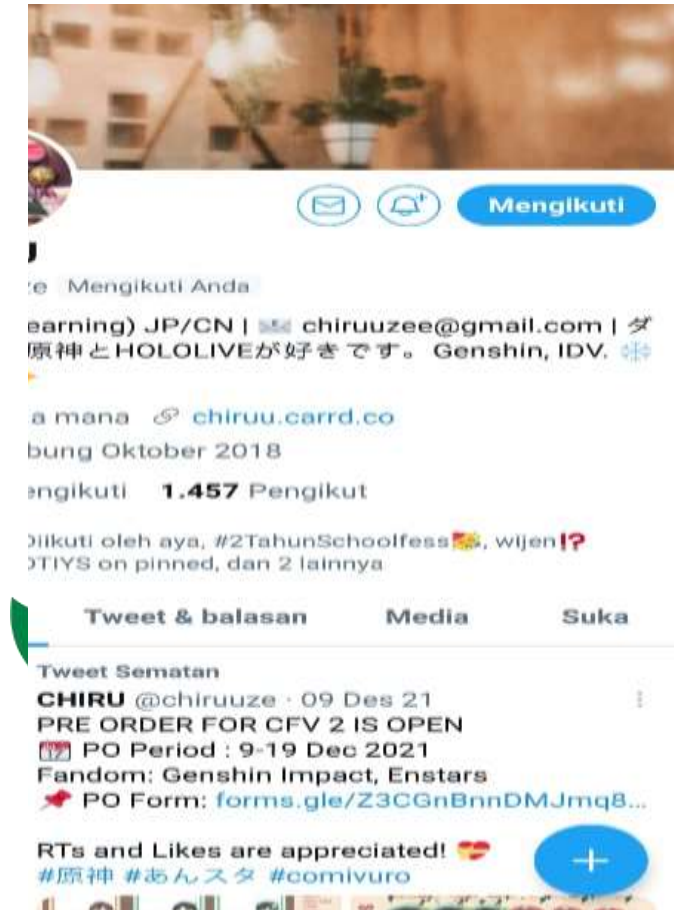 Mengikuti
Mengikuti Anda
earning) JP/CN | chiruuzee@gmail.com | ダ
原神とHOLOLIVEが好きです。 Genshin, IDV. ❄️
a mana chiruu.carrd.co
bung Oktober 2018
engikuti 1.457 Pengikut
Diikuti oleh aya, #2TahunSchoolfess, wijen⁉️
OTIYS on pinned, dan 2 lainnya
Tweet & balasan Media Suka
Tweet Sematan
CHIRU @chiruuze · 09 Des 21
PRE ORDER FOR CFV 2 IS OPEN
📅 PO Period : 9-19 Dec 2021
Fandom: Genshin Impact, Enstars
📌 PO Form: forms.gle/Z3CGnBnnDMJmq8...
RTs and Likes are appreciated! 💝
#原神 #あんスタ #comivuro